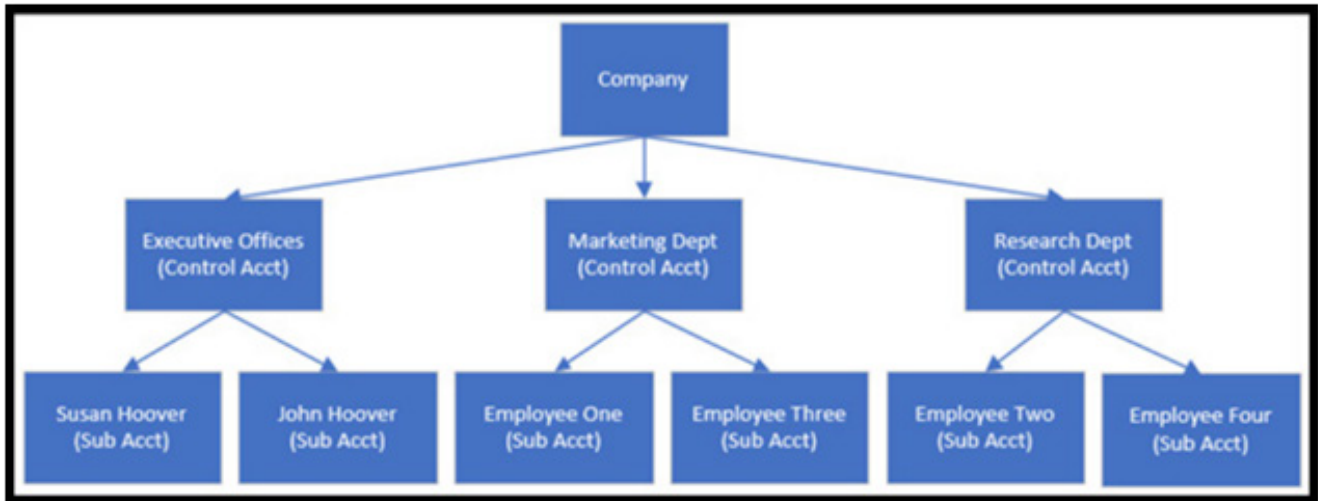 Company
Executive Offices
(Control Acct)
Marketing Dept
(Control Acct)
Research Dept
(Control Acct)
Susan Hoover
(Sub Acct)
John Hoover
(Sub Acct)
Employee One
(Sub Acct)
Employee Three
(Sub Acct)
Employee Two
(Sub Acct)
Employee Four
(Sub Acct)